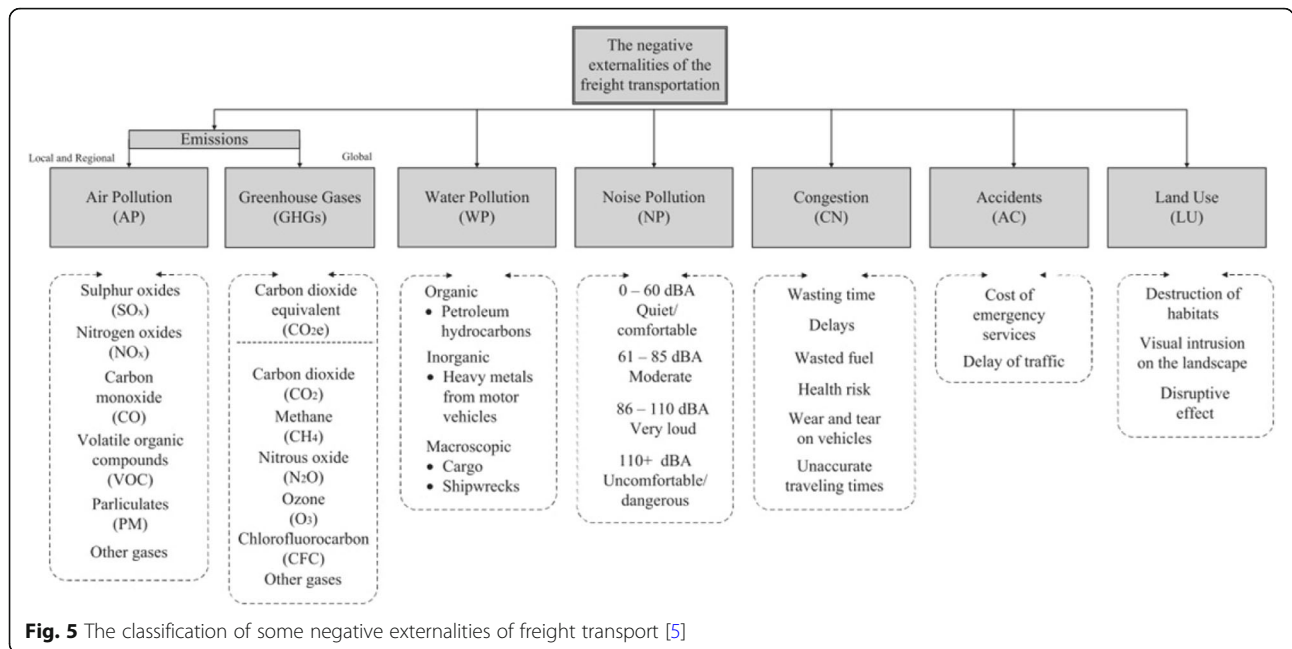 The negative
externalities of the
freight transportation
Emissions
Local and Regional
Global
Air Pollution
(AP)
Greenhouse Gases
(GHGs)
Water Pollution
(WP)
Noise Pollution
(NP)
Congestion
(CN)
Accidents
(AC)
Land Use
(LU)
Sulphur oxides
(SOₓ)
Nitrogen oxides
(NOₓ)
Carbon
monoxide
(CO)
Volatile organic
compounds
(VOC)
Parliculates
(PM)
Other gases
Carbon dioxide
equivalent
(CO₂e)
Carbon dioxide
(CO₂)
Methane
(CH₄)
Nitrous oxide
(N₂O)
Ozone
(O₃)
Chlorofluorocarbon
(CFC)
Other gases
Organic
• Petroleum
hydrocarbons
Inorganic
• Heavy metals
from motor
vehicles
Macroscopic
• Cargo
• Shipwrecks
0 – 60 dBA
Quiet/
comfortable
61 – 85 dBA
Moderate
86 – 110 dBA
Very loud
110+ dBA
Uncomfortable/
dangerous
Wasting time
Delays
Wasted fuel
Health risk
Wear and tear
on vehicles
Unaccurate
traveling times
Cost of
emergency
services
Delay of traffic
Destruction of
habitats
Visual intrusion
on the landscape
Disruptive
effect
Fig. 5 The classification of some negative externalities of freight transport [5]